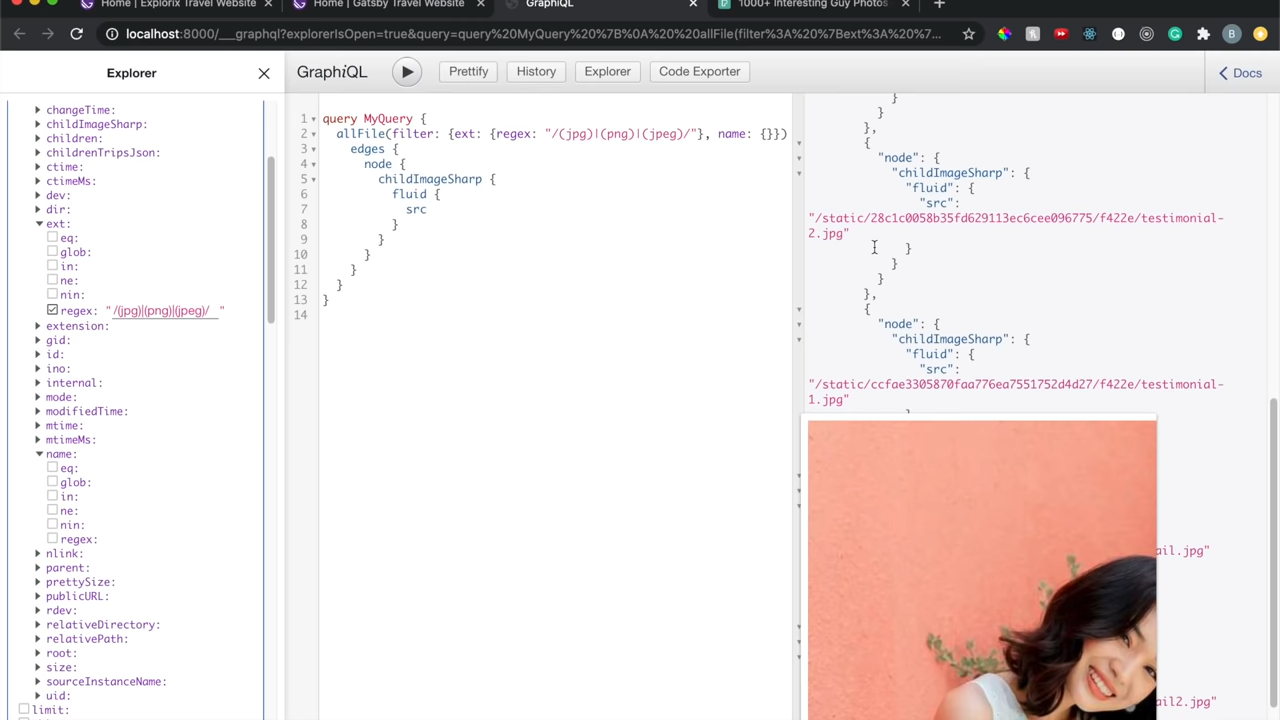 Home | Explorix Travel Website
Home | Gatsby Travel Website
GraphiQL
1000+ Interesting Guy Photos
localhost:8000/___graphql?explorerIsOpen=true&query=query%20MyQuery%20%7B%0A%20%20allFile(filter%3A%20%7Bext%3A%20%7B%7...
B
Explorer
GraphiQL
Prettify
History
Explorer
Code Exporter
Docs
changeTime:
childImageSharp:
children:
childrenTripsJson:
ctime:
ctimeMs:
dev:
dir:
ext:
eq:
glob:
in:
ne:
nin:
regex: "/(jpg)|(png)|(jpeg)/ "
extension:
gid:
id:
ino:
internal:
mode:
modifiedTime:
mtime:
mtimeMs:
name:
eq:
glob:
in:
ne:
nin:
regex:
nlink:
parent:
prettySize:
publicURL:
rdev:
relativeDirectory:
relativePath:
root:
size:
sourceInstanceName:
uid:
limit:
1 query MyQuery {
2 allFile(filter: {ext: {regex: "/(jpg)|(png)|(jpeg)/"}, name: {}})
3 edges {
4 node {
5 childImageSharp {
6 fluid {
7 src
8 }
9 }
10 }
11 }
12 }
13 }
14
}
}
},
{
"node": {
"childImageSharp": {
"fluid": {
"src":
"/static/28c1c0058b35fd629113ec6cee096775/f422e/testimonial-
2.jpg"
}
}
}
},
{
"node": {
"childImageSharp": {
"fluid": {
"src":
"/static/ccfae3305870faa776ea7551752d4d27/f422e/testimonial-
1.jpg"
ail.jpg"
ail2.jpg"